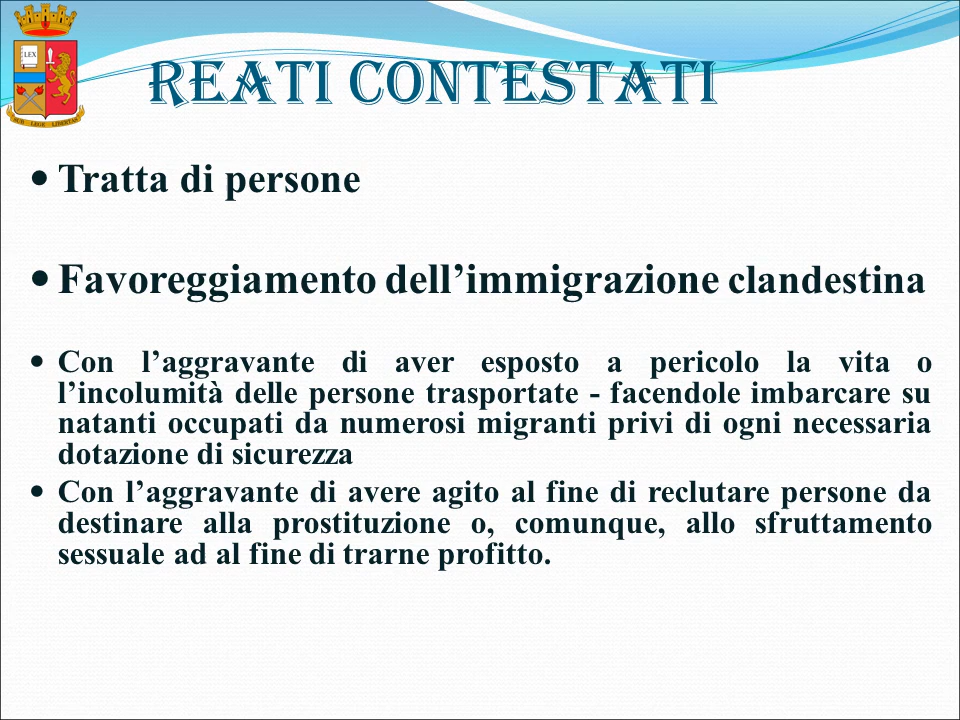 LEX
SUB LEGE LIBERTAS
REATI CONTESTATI
• Tratta di persone
• Favoreggiamento dell’immigrazione clandestina
• Con l’aggravante di aver esposto a pericolo la vita o
l’incolumità delle persone trasportate - facendole imbarcare su
natanti occupati da numerosi migranti privi di ogni necessaria
dotazione di sicurezza
• Con l’aggravante di avere agito al fine di reclutare persone da
destinare alla prostituzione o, comunque, allo sfruttamento
sessuale ad al fine di trarne profitto.